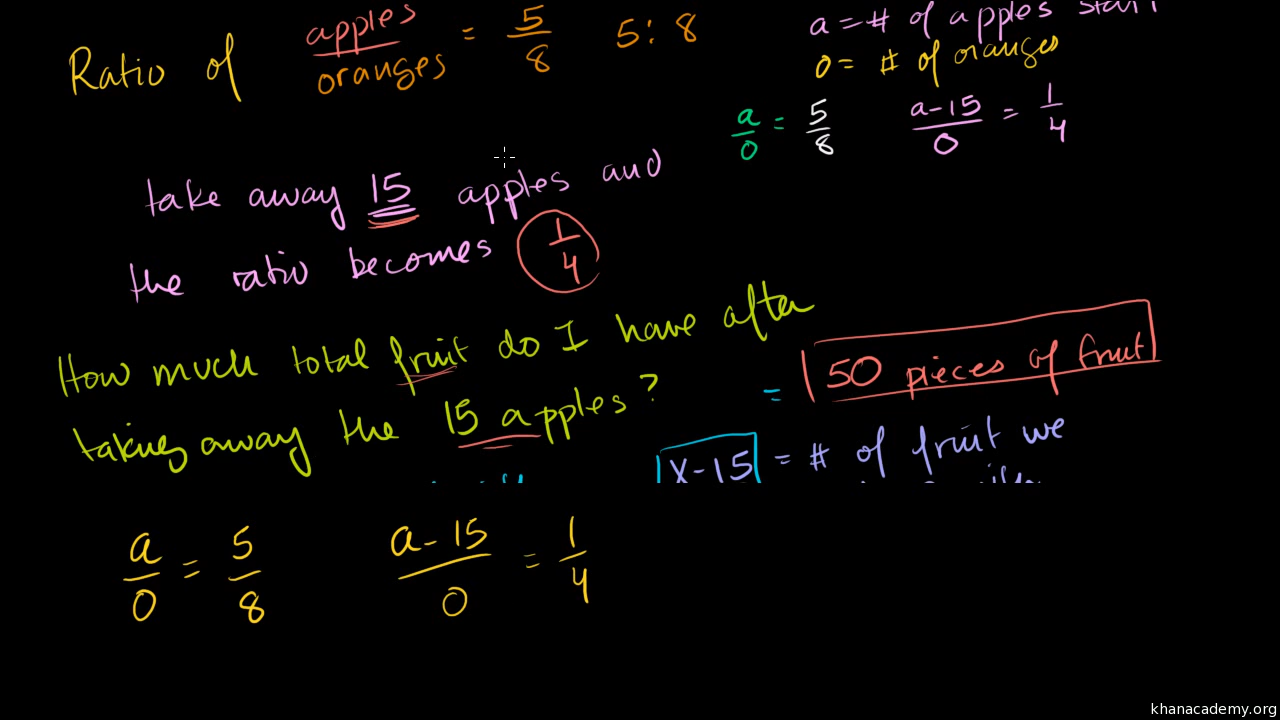 Ratio of apples/oranges = 5/8 5:8
a = # of apples start
o = # of oranges
a/o = 5/8 a-15/o = 1/4
take away 15 apples and
the ratio becomes 1/4
How much total fruit do I have after
taking away the 15 apples?
= 50 pieces of fruit
x-15 = # of fruit we
a/o = 5/8 a-15/o = 1/4
khanacademy.org